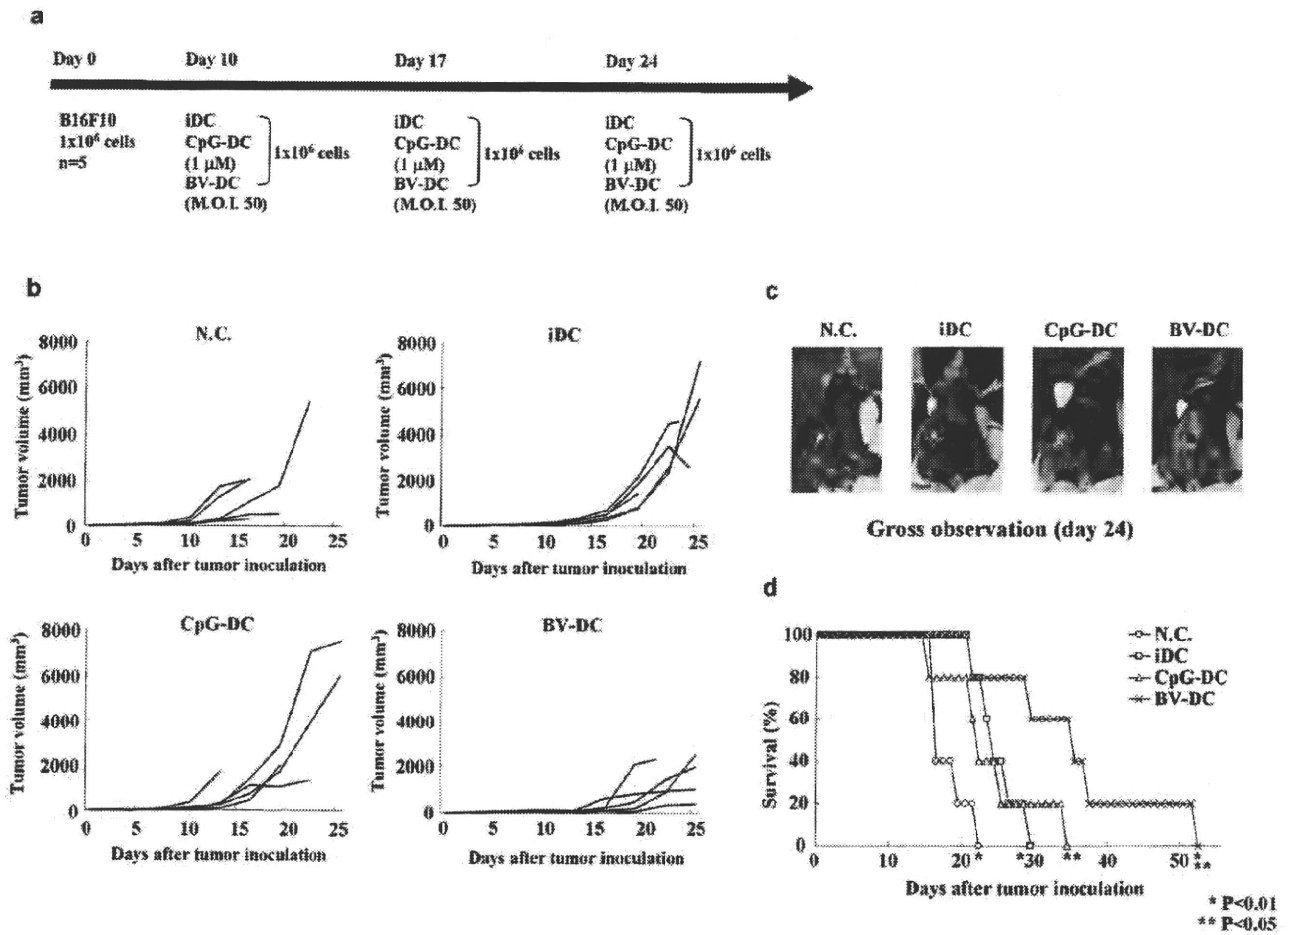 a
Day 0 Day 10 Day 17 Day 24
B16F10 iDC iDC iDC
1x10⁶ cells CpG-DC CpG-DC CpG-DC
n=5 (1 μM) 1x10⁶ cells (1 μM) 1x10⁶ cells (1 μM) 1x10⁶ cells
BV-DC BV-DC BV-DC
(M.O.I. 50) (M.O.I. 50) (M.O.I. 50)
b
N.C.
Tumor volume (mm³)
8000
6000
4000
2000
0
0 5 10 15 20 25
Days after tumor inoculation
iDC
Tumor volume (mm³)
8000
6000
4000
2000
0
0 5 10 15 20 25
Days after tumor inoculation
CpG-DC
Tumor volume (mm³)
8000
6000
4000
2000
0
0 5 10 15 20 25
Days after tumor inoculation
BV-DC
Tumor volume (mm³)
8000
6000
4000
2000
0
0 5 10 15 20 25
Days after tumor inoculation
c
N.C. iDC CpG-DC BV-DC
Gross observation (day 24)
d
Survival (%)
100
80
60
40
20
0
0 10 20 * *30 ** 40 50 *
**
Days after tumor inoculation
N.C.
iDC
CpG-DC
BV-DC
* P<0.01
** P<0.05